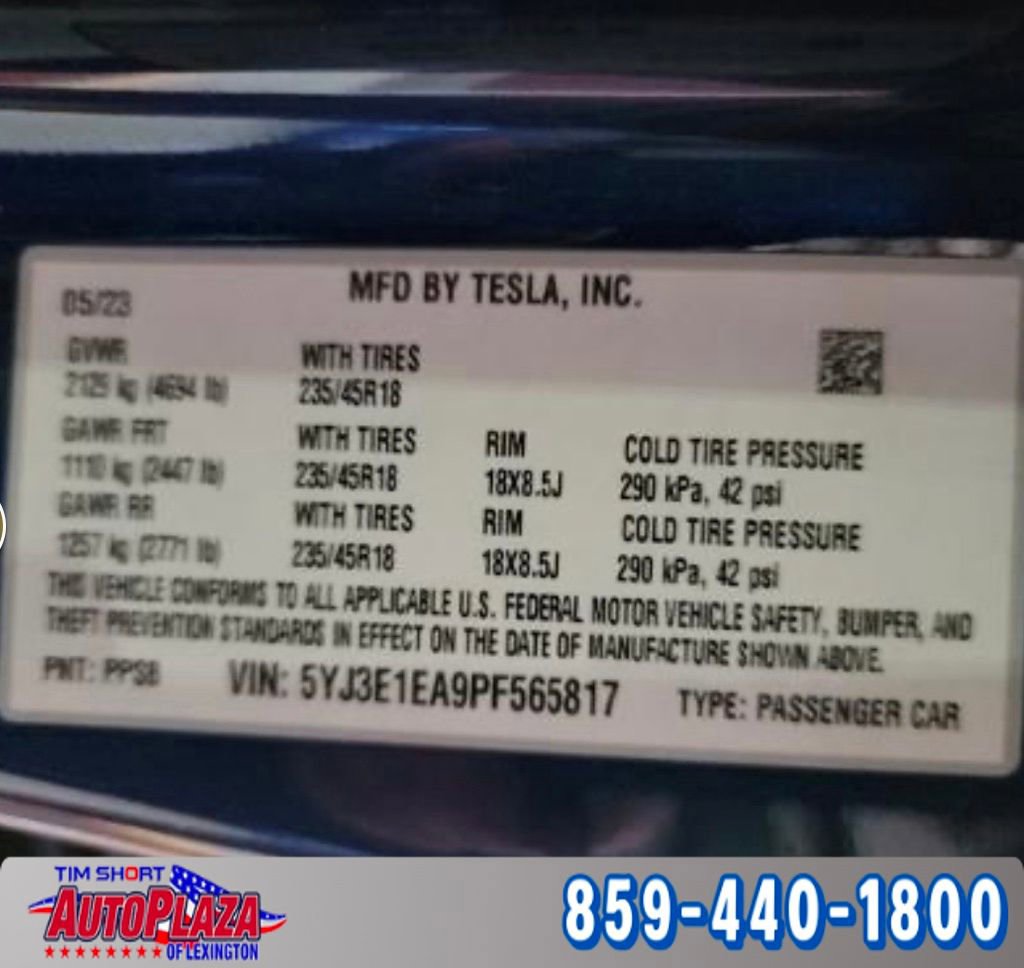 MFD BY TESLA, INC.
05/23
GVWR WITH TIRES
2125 kg (4694 lb) 235/45R18
GAWR FRT WITH TIRES RIM COLD TIRE PRESSURE
1110 kg (2447 lb) 235/45R18 18X8.5J 290 kPa, 42 psi
GAWR RR WITH TIRES RIM COLD TIRE PRESSURE
1257 kg (2771 lb) 235/45R18 18X8.5J 290 kPa, 42 psi
THIS VEHICLE CONFORMS TO ALL APPLICABLE U.S. FEDERAL MOTOR VEHICLE SAFETY, BUMPER, AND
THEFT PREVENTION STANDARDS IN EFFECT ON THE DATE OF MANUFACTURE SHOWN ABOVE.
PNT: PPSB VIN: 5YJ3E1EA9PF565817 TYPE: PASSENGER CAR
TIM SHORT
AUTOPLAZA
OF LEXINGTON
859-440-1800